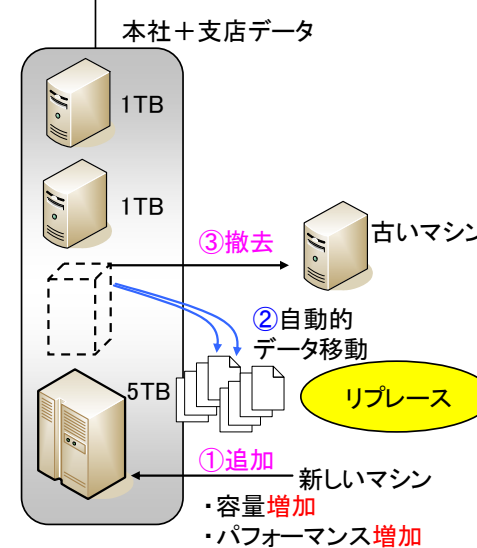 本社＋支店データ
1TB
1TB
③撤去
古いマシン
②自動的
データ移動
5TB
リプレース
①追加
新しいマシン
・容量増加
・パフォーマンス増加